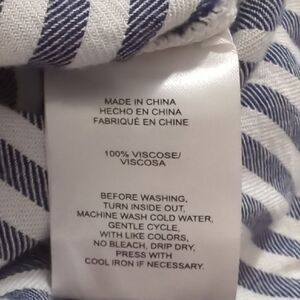 MADE IN CHINA
HECHO EN CHINA
FABRIQUÉ EN CHINE
100% VISCOSE/
VISCOSA
BEFORE WASHING,
TURN INSIDE OUT,
MACHINE WASH COLD WATER,
GENTLE CYCLE,
WITH LIKE COLORS,
NO BLEACH, DRIP DRY,
PRESS WITH
COOL IRON IF NECESSARY.